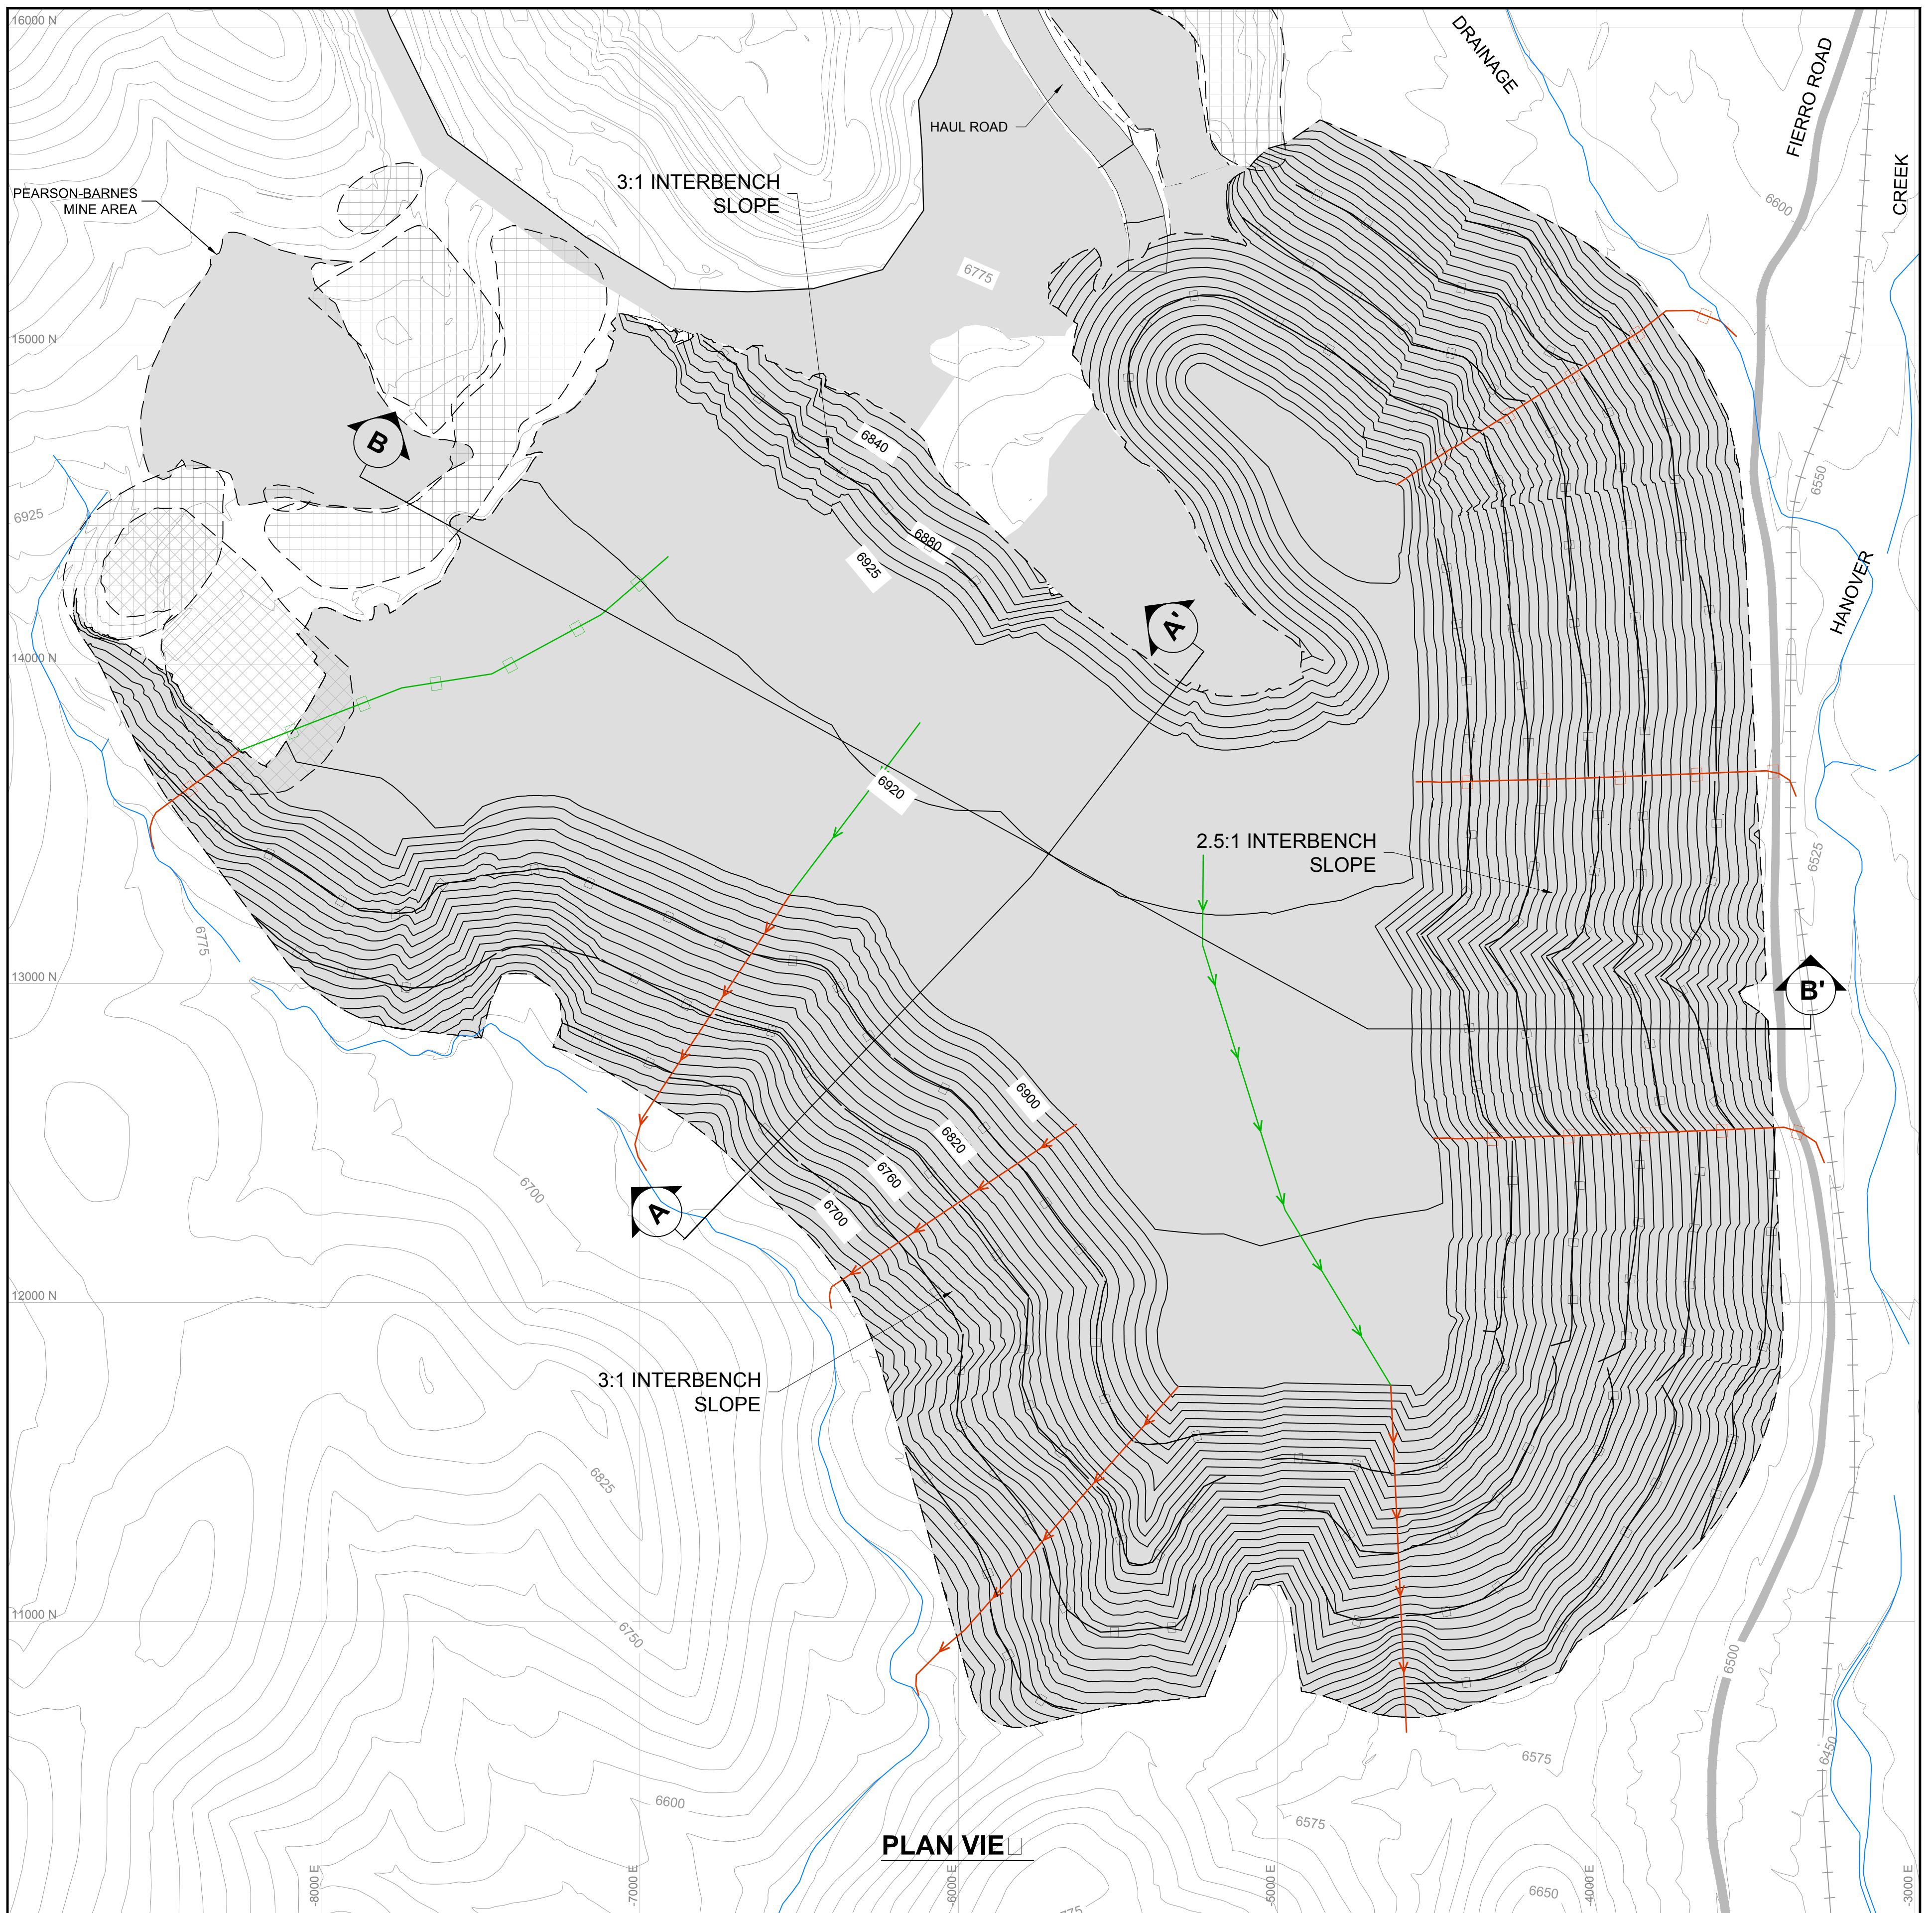 16000 N
DRAINAGE
FIERRO ROAD
HAUL ROAD
PEARSON-BARNES
MINE AREA
3:1 INTERBENCH
SLOPE
CREEK
6600
6775
15000 N
B
6840
6925
6880
6925
6550
HANOVER
A'
14000 N
6920
2.5:1 INTERBENCH
SLOPE
6525
6775
13000 N
B'
6900
6820
6760
6700
6700
A
12000 N
3:1 INTERBENCH
SLOPE
6825
6750
11000 N
6500
6450
6575
6600
6575
PLAN VIE
6650
-8000 E
-7000 E
-6000 E
-5000 E
-4000 E
-3000 E